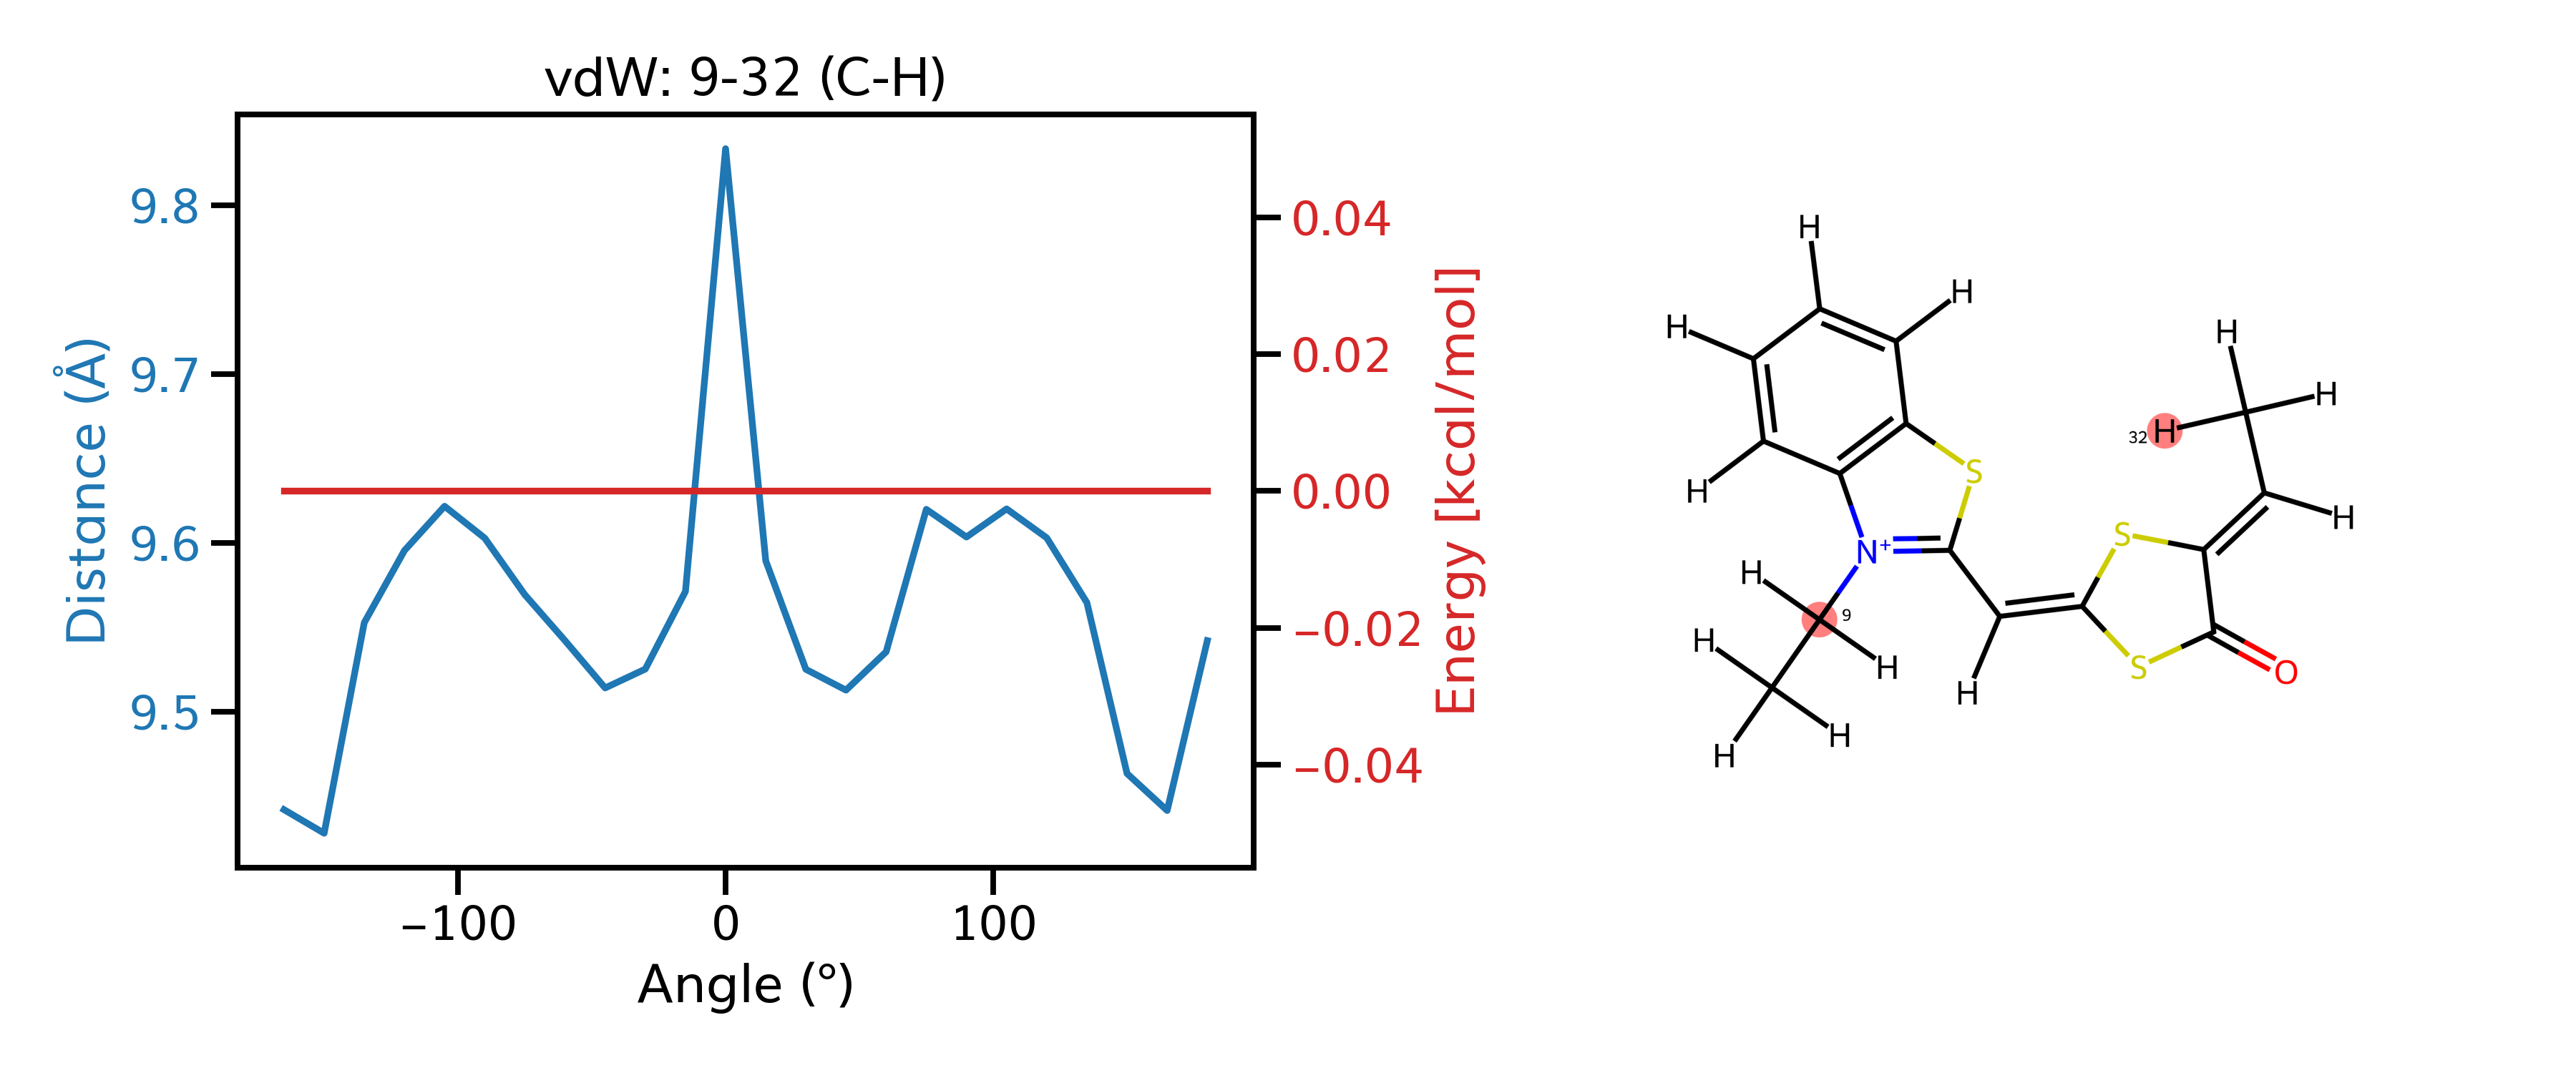 vdW: 9-32 (C-H)
Distance (Å)
9.8
9.7
9.6
9.5
0.04
0.02
0.00
−0.02
−0.04
Energy [kcal/mol]
−100
0
100
Angle (°)
H
H
H
H
H
H
32 H
S
H
S
N+
H
9
H
H
S
O
H
H
H
H